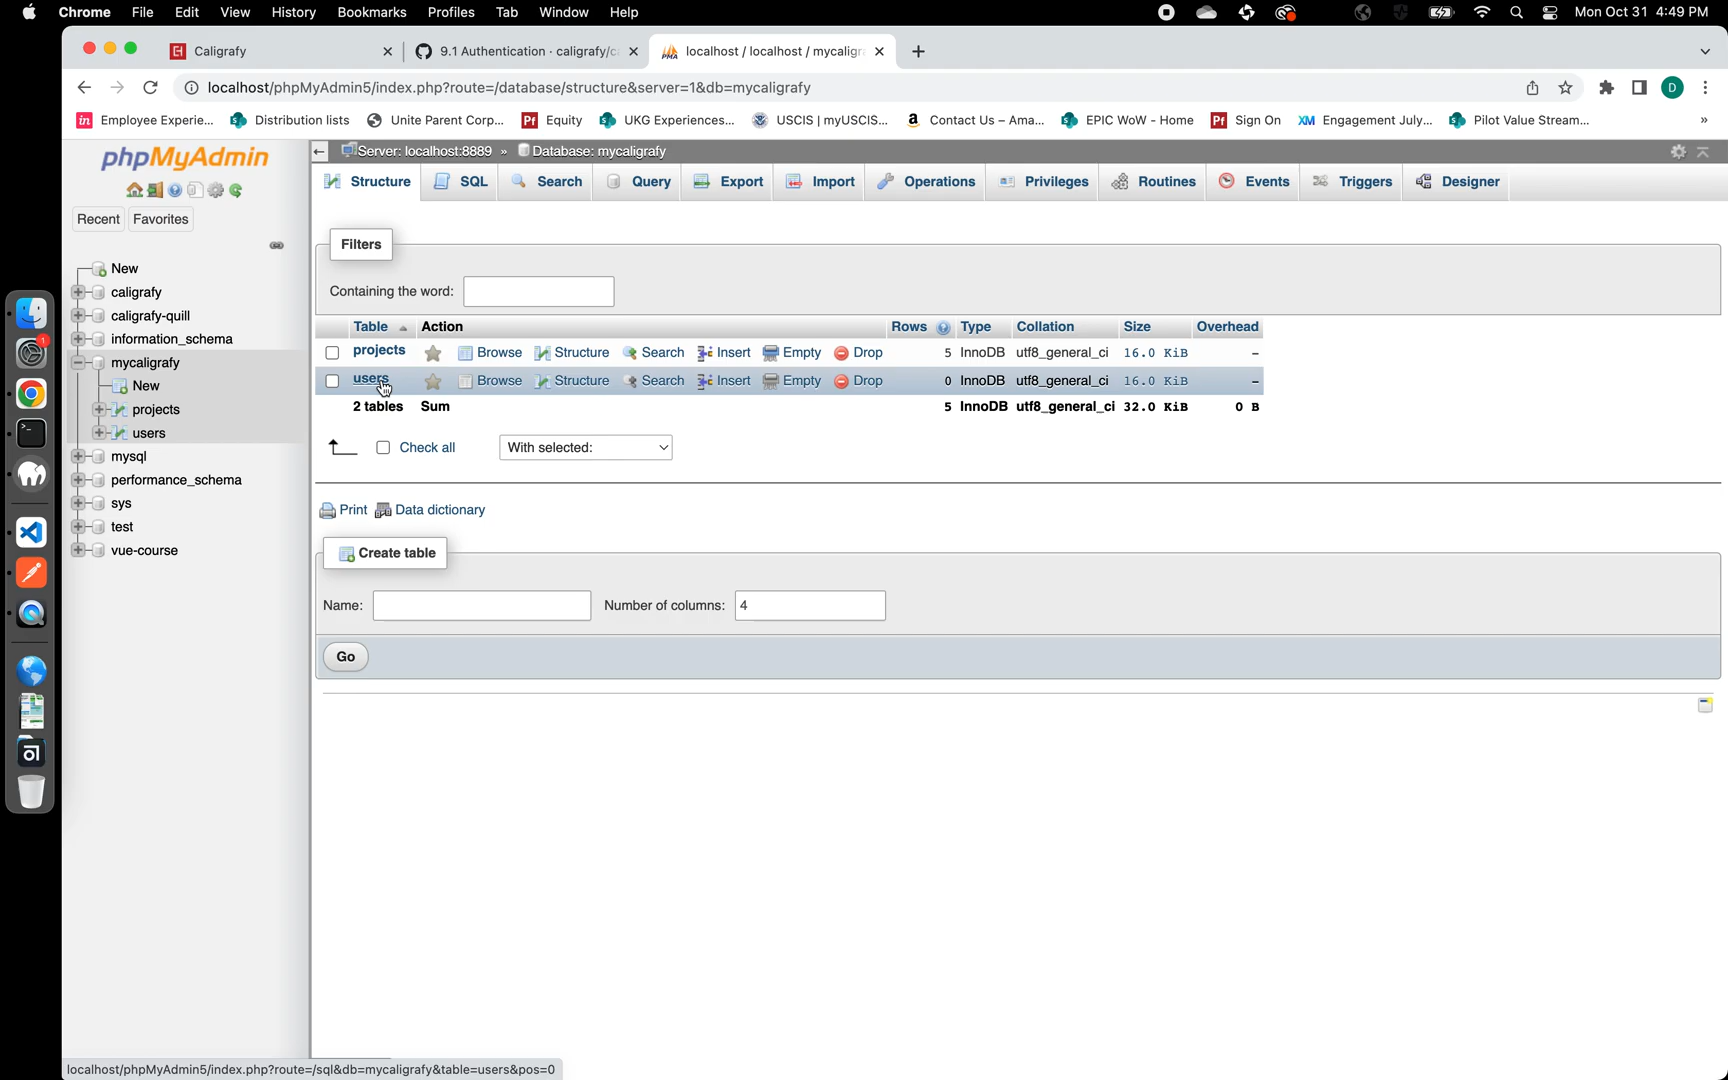 Chrome File Edit View History Bookmarks Profiles Tab Window Help Mon Oct 31 4:49 PM
Caligrafy 9.1 Authentication · caligrafy/c localhost / localhost / mycaligra
localhost/phpMyAdmin5/index.php?route=/database/structure&server=1&db=mycaligrafy D
in Employee Experie... Distribution lists Unite Parent Corp... Pf Equity UKG Experiences... USCIS | myUSCIS... a Contact Us – Ama... EPIC WoW - Home Pf Sign On XM Engagement July... Pilot Value Stream... »
phpMyAdmin
Recent Favorites
New
caligrafy
caligrafy-quill
information_schema
mycaligrafy
New
projects
users
mysql
performance_schema
sys
test
vue-course
Server: localhost:8889 » Database: mycaligrafy
Structure SQL Search Query Export Import Operations Privileges Routines Events Triggers Designer
Filters
Containing the word:
Table Action Rows Type Collation Size Overhead
projects Browse Structure Search Insert Empty Drop 5 InnoDB utf8_general_ci 16.0 KiB –
users Browse Structure Search Insert Empty Drop 0 InnoDB utf8_general_ci 16.0 KiB –
2 tables Sum 5 InnoDB utf8_general_ci 32.0 KiB 0 B
Check all With selected:
Print Data dictionary
Create table
Name: Number of columns: 4
Go
localhost/phpMyAdmin5/index.php?route=/sql&db=mycaligrafy&table=users&pos=0